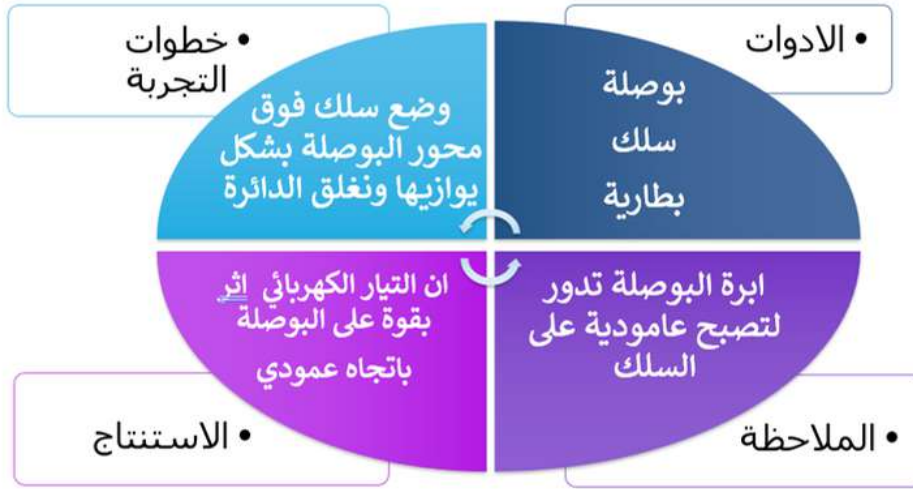 • الادوات
بوصلة
سلك
بطارية
• خطوات
التجربة
وضع سلك فوق
محور البوصلة بشكل
يوازيها ونغلق الدائرة
ابرة البوصلة تدور
لتصبح عامودية على
السلك
• الملاحظة
ان التيار الكهربائي اثر
بقوة على البوصلة
باتجاه عمودي
• الاستنتاج